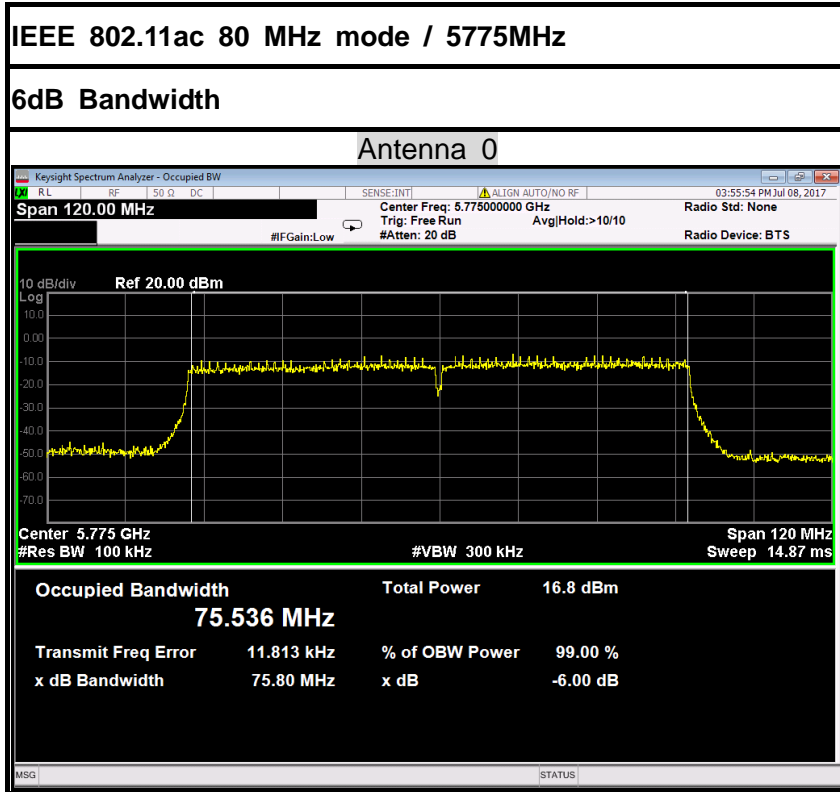 IEEE 802.11ac 80 MHz mode / 5775MHz
6dB Bandwidth
Antenna 0
Keysight Spectrum Analyzer - Occupied BW
LXI RL RF 50 Ω DC SENSE:INT ALIGN AUTO/NO RF 03:55:54 PM Jul 08, 2017
Span 120.00 MHz Center Freq: 5.775000000 GHz Radio Std: None
Trig: Free Run Avg|Hold:>10/10
#IFGain:Low #Atten: 20 dB Radio Device: BTS
10 dB/div Ref 20.00 dBm
Log
10.0
0.00
-10.0
-20.0
-30.0
-40.0
-50.0
-60.0
-70.0
Center 5.775 GHz Span 120 MHz
#Res BW 100 kHz #VBW 300 kHz Sweep 14.87 ms
Occupied Bandwidth Total Power 16.8 dBm
75.536 MHz
Transmit Freq Error 11.813 kHz % of OBW Power 99.00 %
x dB Bandwidth 75.80 MHz x dB -6.00 dB
MSG STATUS